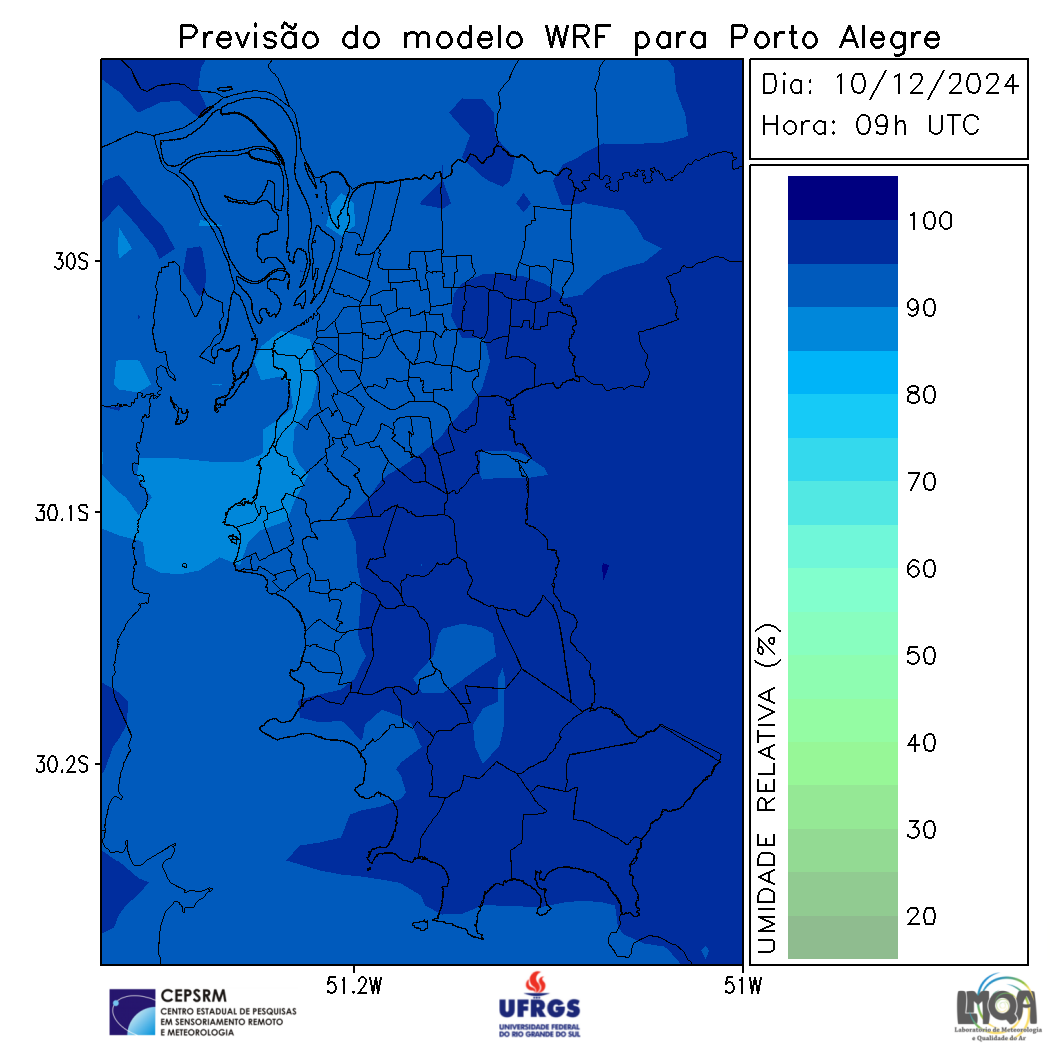 Previsão do modelo WRF para Porto Alegre
Dia: 10/12/2024
Hora: 09h UTC
30S
30.1S
30.2S
51.2W
51W
100
90
80
70
60
50
40
30
20
UMIDADE RELATIVA (%)
CEPSRM
CENTRO ESTADUAL DE PESQUISAS
EM SENSORIAMENTO REMOTO
E METEOROLOGIA
UFRGS
UNIVERSIDADE FEDERAL
DO RIO GRANDE DO SUL
LMQA
Laboratório de Meteorologia
e Qualidade do Ar